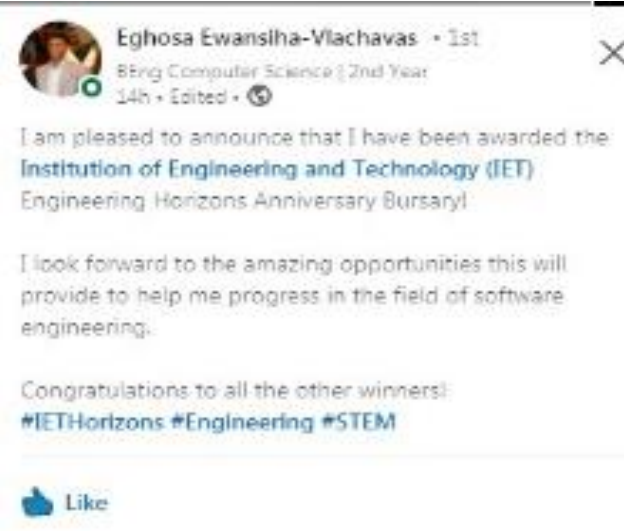 Eghosa Ewansiha-Vlachavas • 1st
BEng Computer Science | 2nd Year
14h • Edited •
I am pleased to announce that I have been awarded the
Institution of Engineering and Technology (IET)
Engineering Horizons Anniversary Bursary!
I look forward to the amazing opportunities this will
provide to help me progress in the field of software
engineering.
Congratulations to all the other winners!
#IETHorizons #Engineering #STEM
Like